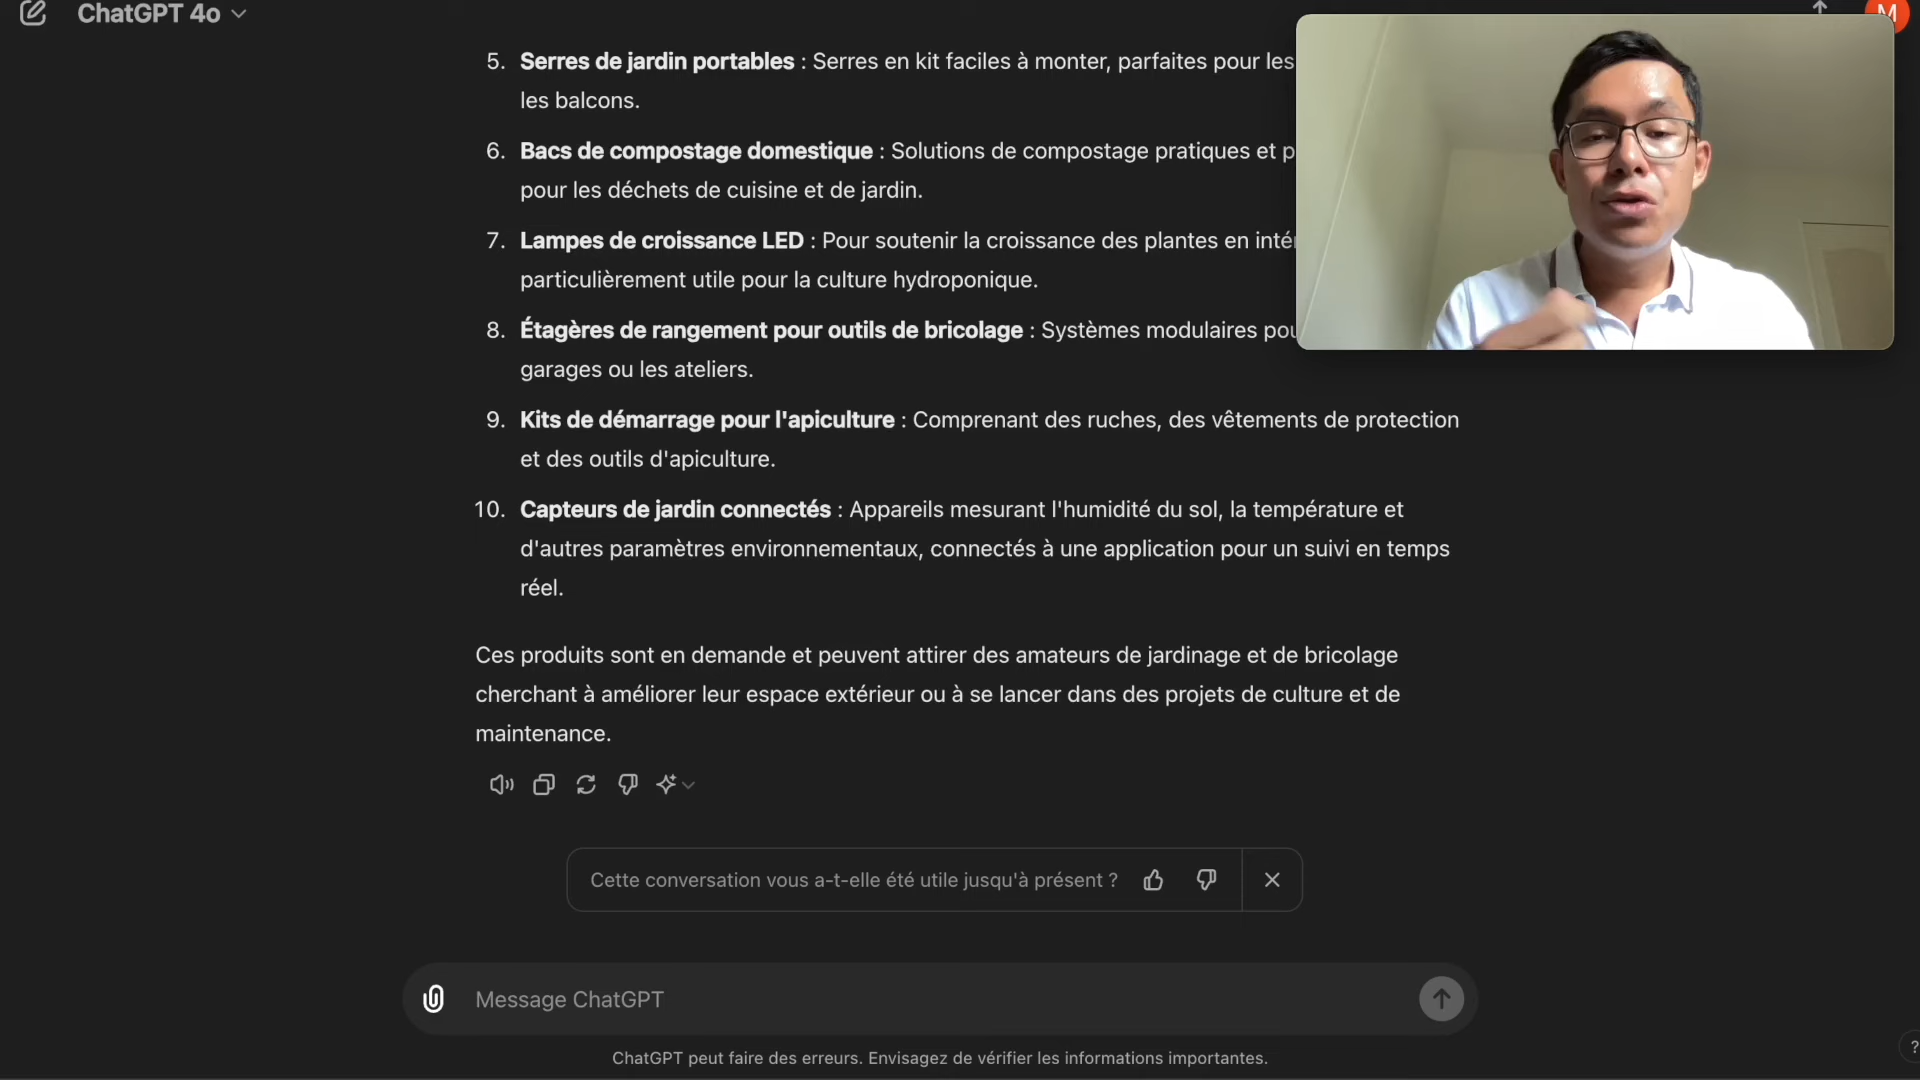 ChatGPT 4o
M
5. Serres de jardin portables : Serres en kit faciles à monter, parfaites pour les
les balcons.
6. Bacs de compostage domestique : Solutions de compostage pratiques et p
pour les déchets de cuisine et de jardin.
7. Lampes de croissance LED : Pour soutenir la croissance des plantes en
particulièrement utile pour la culture hydroponique.
8. Étagères de rangement pour outils de bricolage : Systèmes modulaires
garages ou les ateliers.
9. Kits de démarrage pour l'apiculture : Comprenant des ruches, des vêtements de protection
et des outils d'apiculture.
10. Capteurs de jardin connectés : Appareils mesurant l'humidité du sol, la température et
d'autres paramètres environnementaux, connectés à une application pour un suivi en temps
réel.
Ces produits sont en demande et peuvent attirer des amateurs de jardinage et de bricolage
cherchant à améliorer leur espace extérieur ou à se lancer dans des projets de culture et de
maintenance.
Cette conversation vous a-t-elle été utile jusqu'à présent ?
Message ChatGPT
ChatGPT peut faire des erreurs. Envisagez de vérifier les informations importantes.
?